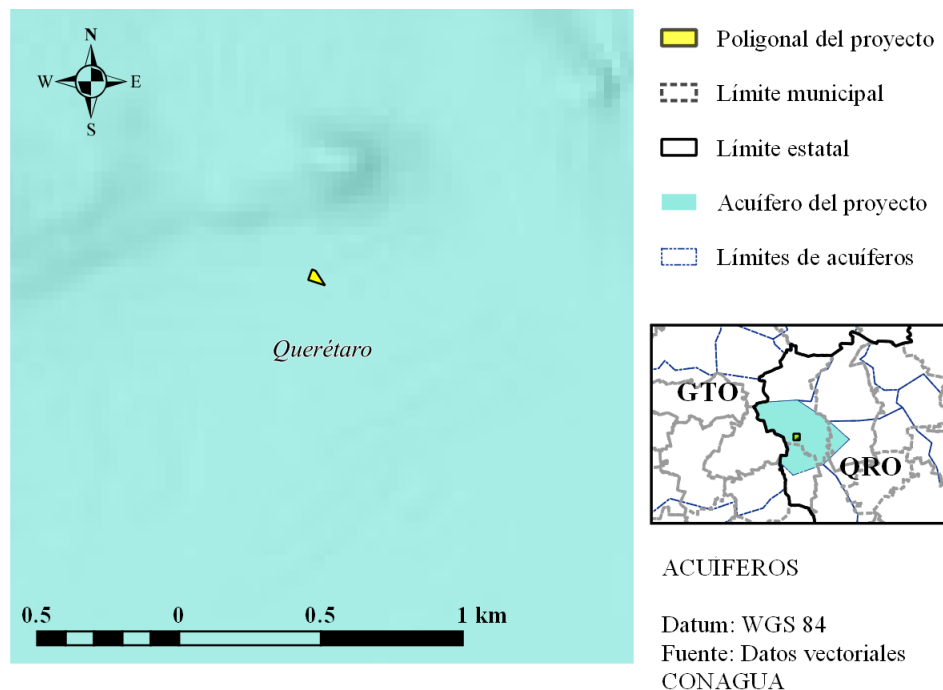 N
W E
S
Querétaro
0.5 0 0.5 1 km
Poligonal del proyecto
Límite municipal
Límite estatal
Acuífero del proyecto
Límites de acuíferos
GTO
QRO
ACUÍFEROS
Datum: WGS 84
Fuente: Datos vectoriales
CONAGUA